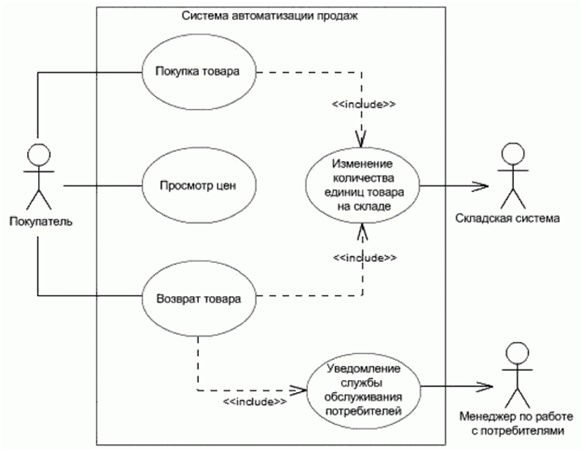 Система автоматизации продаж
Покупка товара
<<include>>
Изменение
количества
единиц товара
на складе
Просмотр цен
Покупатель
Складская система
<<include>>
Возврат товара
Уведомление
службы
обслуживания
потребителей
<<include>>
Менеджер по работе
с потребителями